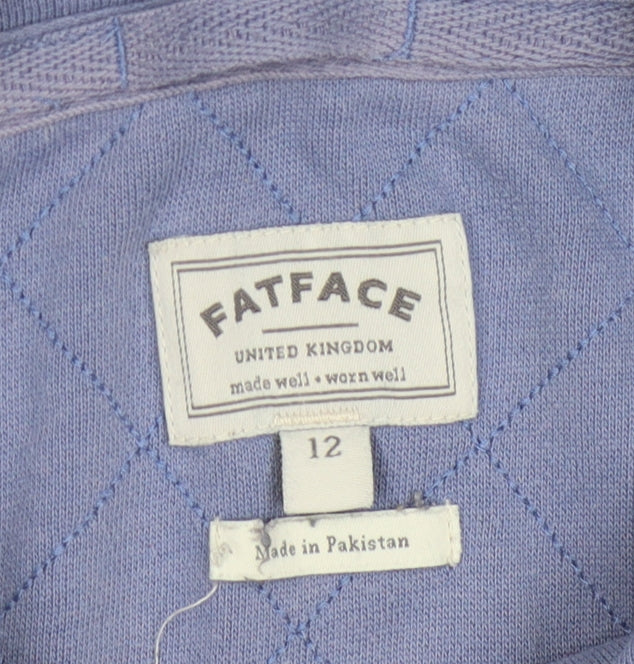 FATFACE
UNITED KINGDOM
made well • worn well
12
Made in Pakistan